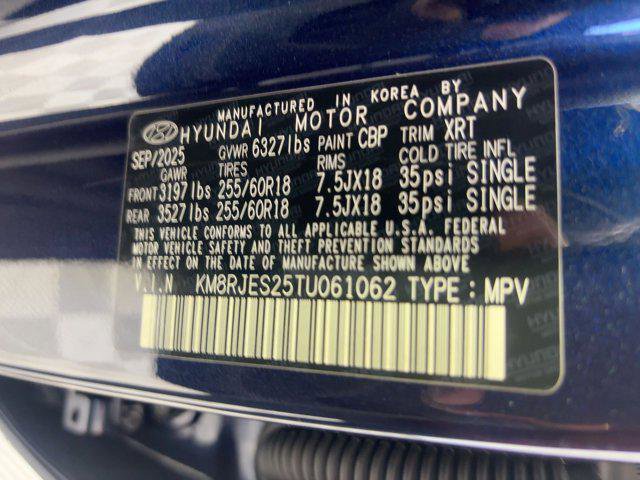 MANUFACTURED IN KOREA BY
HYUNDAI MOTOR COMPANY
SEP/2025 GVWR 6327lbs PAINT CBP TRIM XRT
GAWR TIRES RIMS COLD TIRE INFL
FRONT 3197lbs 255/60R18 7.5JX18 35psi SINGLE
REAR 3527lbs 255/60R18 7.5JX18 35psi SINGLE
THIS VEHICLE CONFORMS TO ALL APPLICABLE U.S.A. FEDERAL
MOTOR VEHICLE SAFETY AND THEFT PREVENTION STANDARDS
IN EFFECT ON THE DATE OF MANUFACTURE SHOWN ABOVE
V.I.N KM8RJES25TU061062 TYPE : MPV